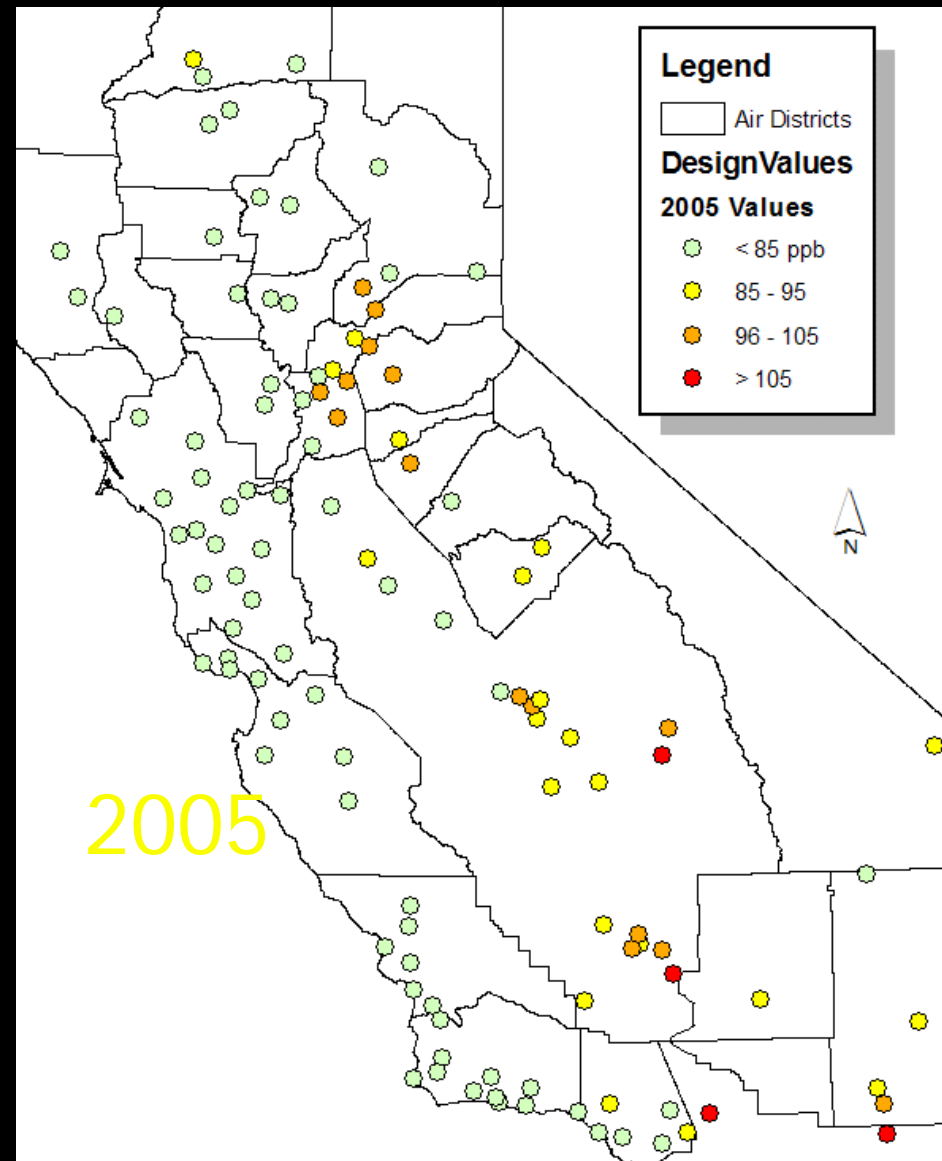 Legend
Air Districts
DesignValues
2005 Values
< 85 ppb
85 - 95
96 - 105
> 105
N
2005